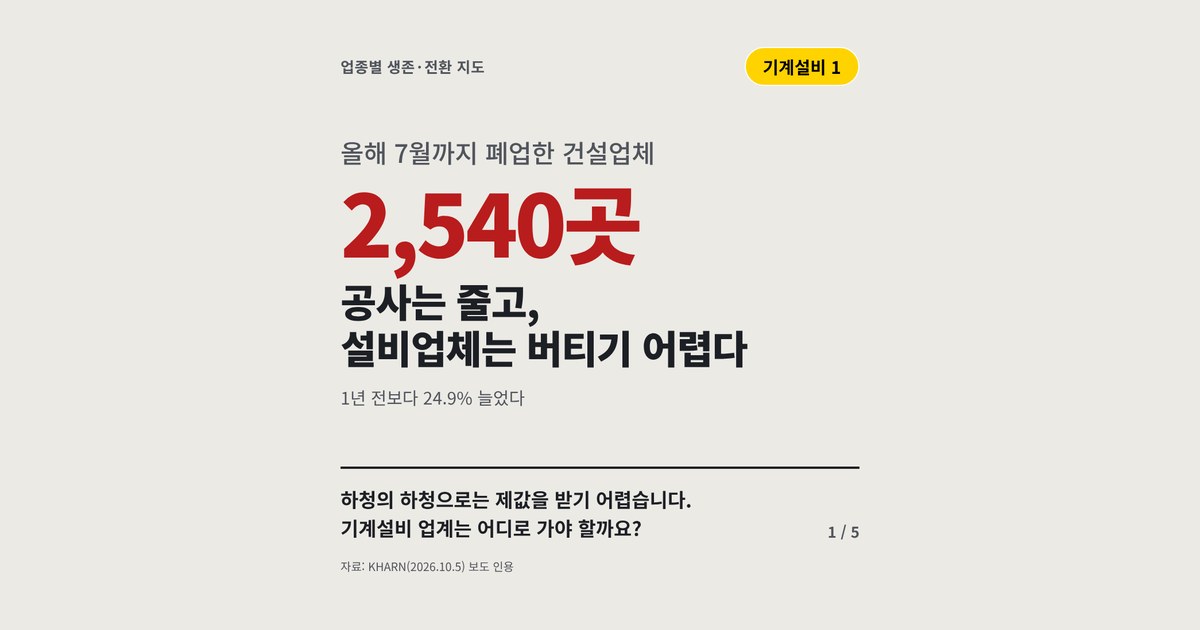 업종별 생존·전환 지도
기계설비 1
올해 7월까지 폐업한 건설업체
2,540곳
공사는 줄고,
설비업체는 버티기 어렵다
1년 전보다 24.9% 늘었다
하청의 하청으로는 제값을 받기 어렵습니다.
기계설비 업계는 어디로 가야 할까요?
1 / 5
자료: KHARN(2026.10.5) 보도 인용